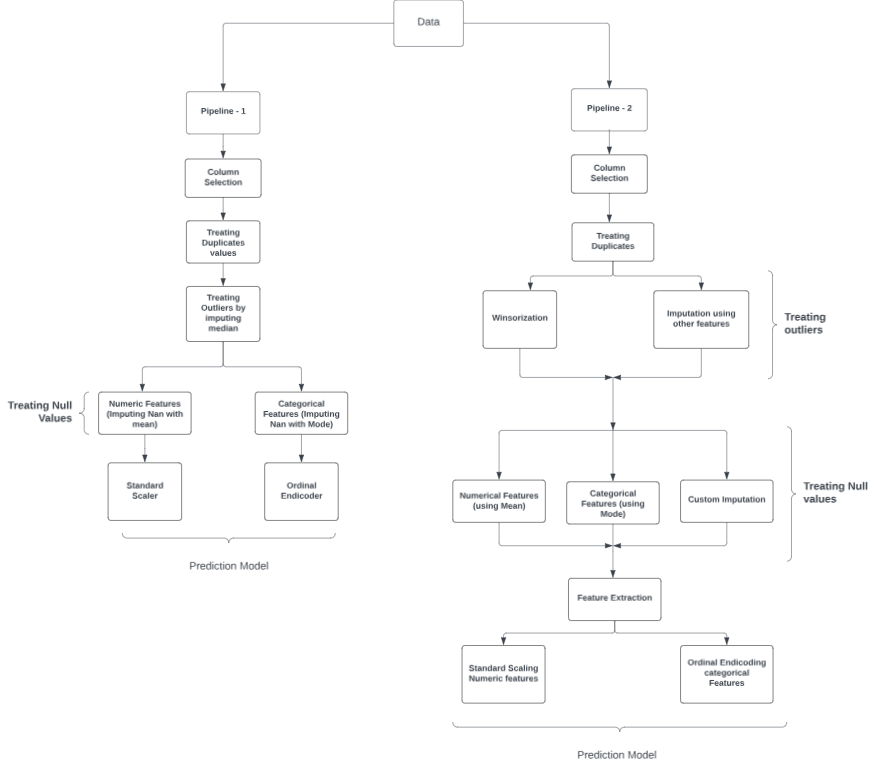 Data
Pipeline - 1
Column
Selection
Treating
Duplicates
values
Treating
Outliers by
imputing
median
Treating Null
Values
Numeric Features
(Imputing Nan with
mean)
Categorical
Features (Imputing
Nan with Mode)
Standard
Scaler
Ordinal
Endicoder
Prediction Model
Pipeline - 2
Column
Selection
Treating
Duplicates
Winsorization
Imputation using
other features
Treating
outliers
Numerical Features
(using Mean)
Categorical
Features (using
Mode)
Custom Imputation
Treating Null
values
Feature Extraction
Standard Scaling
Numeric features
Ordinal Endicoding
categorical
Features
Prediction Model